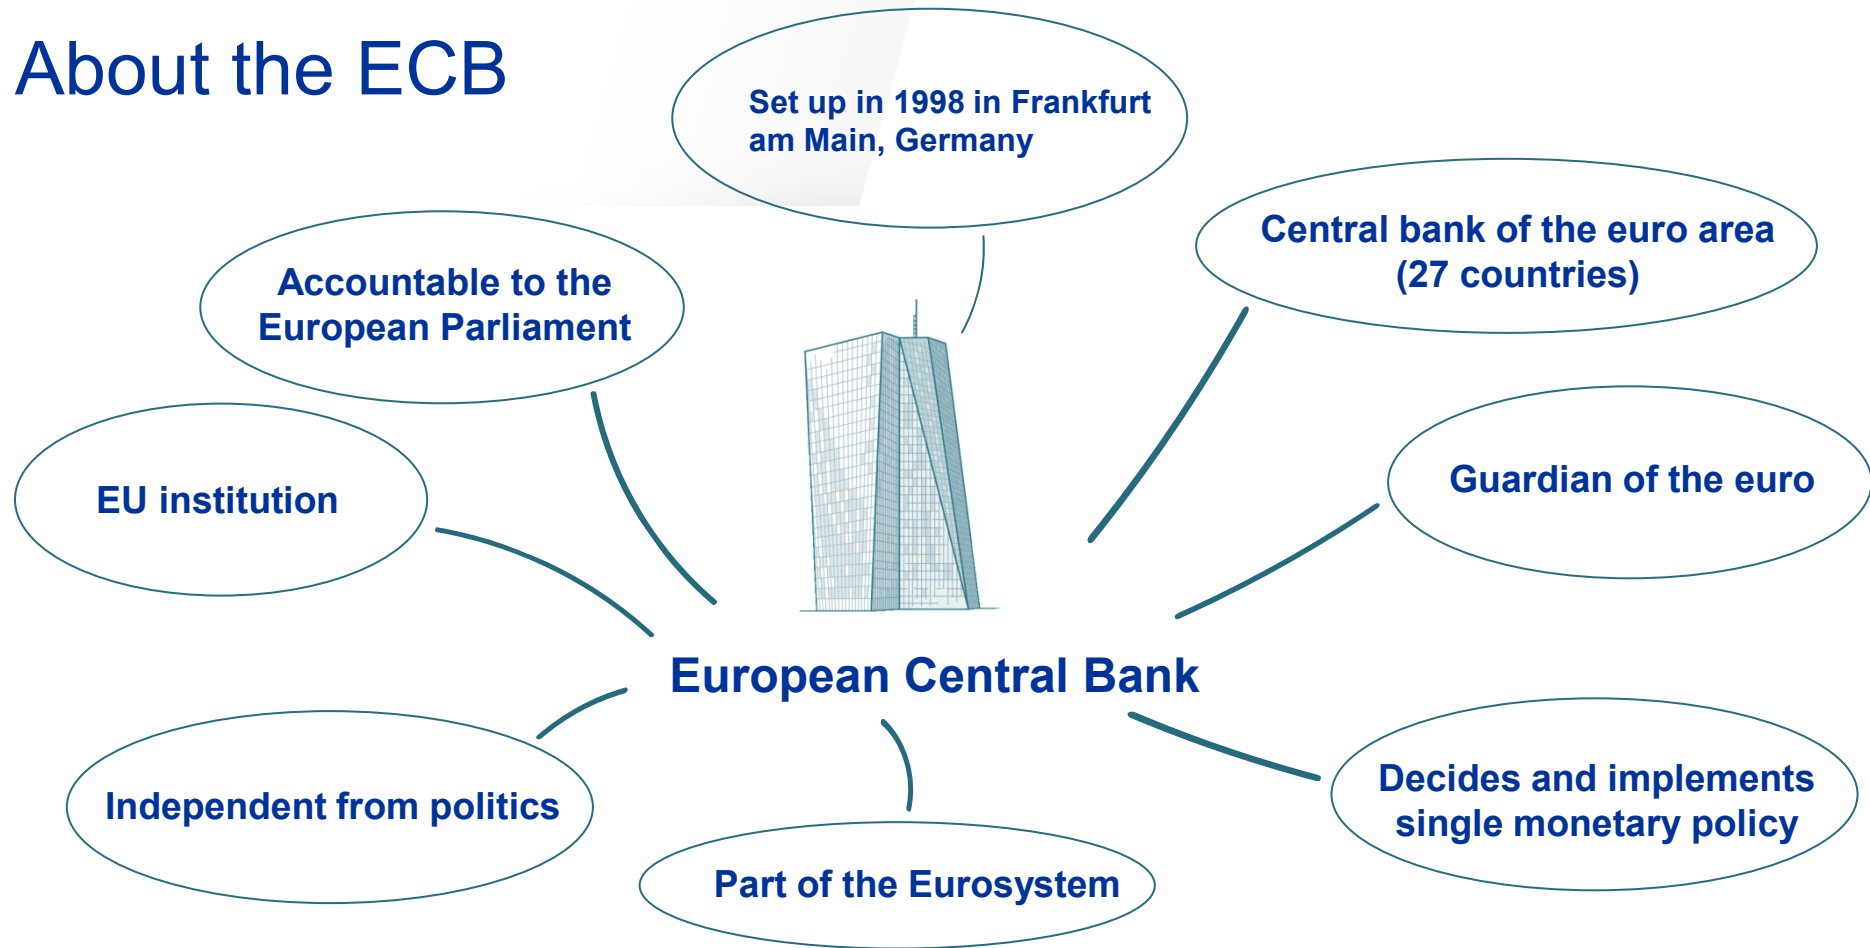 About the ECB
Set up in 1998 in Frankfurt
am Main, Germany
Central bank of the euro area
(27 countries)
Accountable to the
European Parliament
EU institution
Guardian of the euro
European Central Bank
Independent from politics
Decides and implements
single monetary policy
Part of the Eurosystem